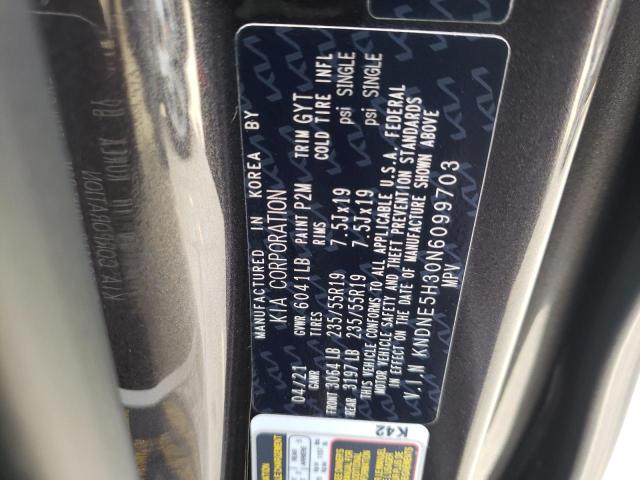 MANUFACTURED IN KOREA BY
KIA CORPORATION
04/21 GVWR 6041LB PAINT P2M TRIM GYT
GAWR TIRES RIMS COLD TIRE INFL
FRONT 3064LB 235/55R19 7.5Jx19 psi SINGLE
REAR 3197LB 235/55R19 7.5Jx19 psi SINGLE
THIS VEHICLE CONFORMS TO ALL APPLICABLE U.S.A. FEDERAL
MOTOR VEHICLE SAFETY AND THEFT PREVENTION STANDARDS
IN EFFECT ON THE DATE OF MANUFACTURE SHOWN ABOVE
V.I.N KNDNE5H30N6099703
MPV
K42